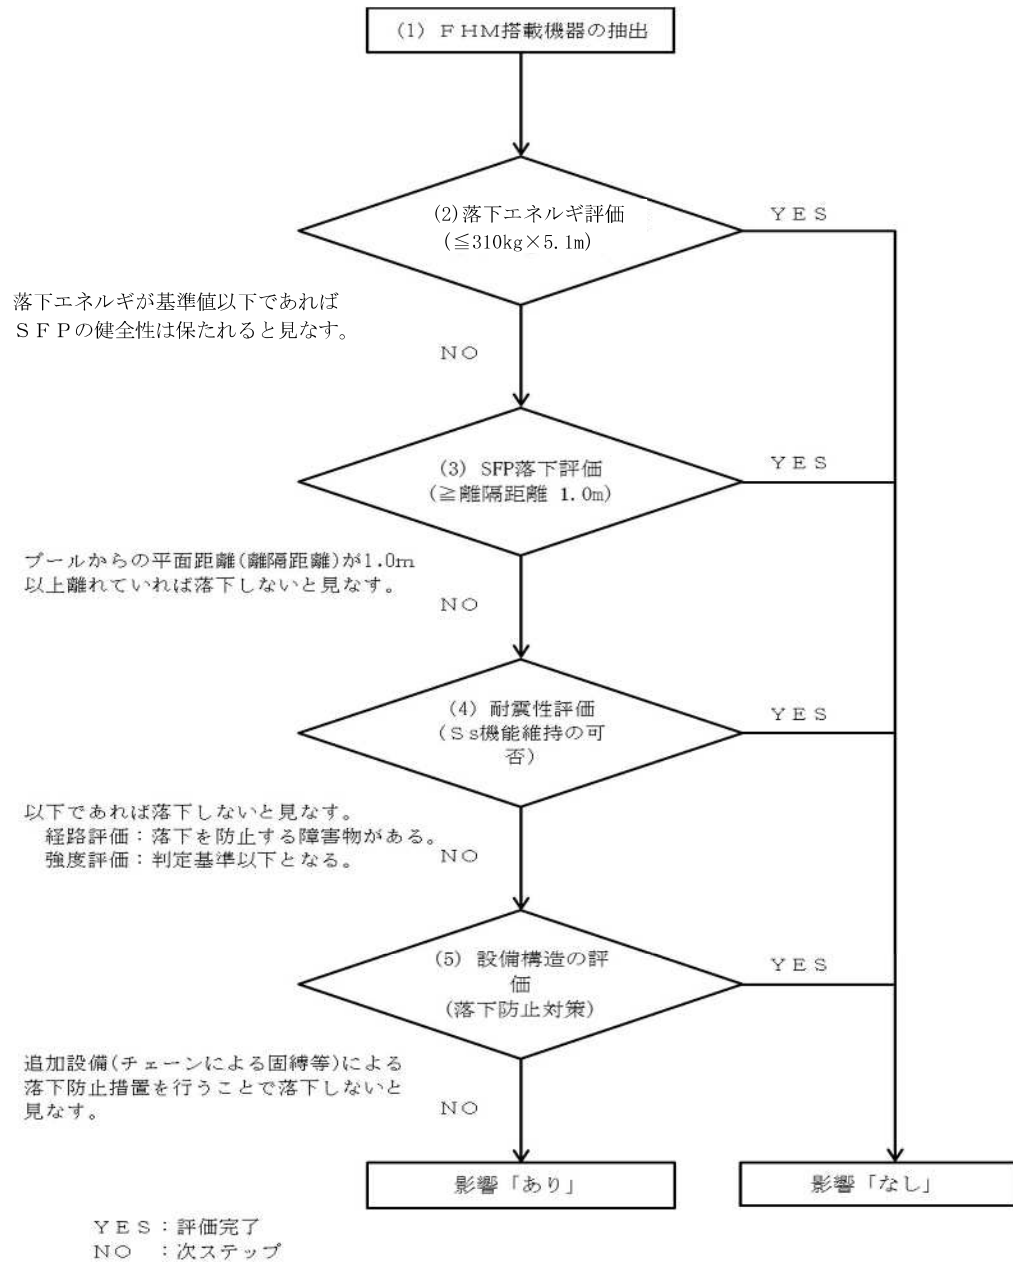 (1) ＦHM搭載機器の抽出
(2)落下エネルギ評価
(≦310kg×5.1m)
ＹＥＳ
落下エネルギが基準値以下であれば
ＳＦＰの健全性は保たれると見なす。
ＮＯ
(3) SFP落下評価
(≧離隔距離 1.0m)
ＹＥＳ
プールからの平面距離(離隔距離)が1.0m
以上離れていれば落下しないと見なす。
ＮＯ
(4) 耐震性評価
(Ｓs機能維持の可
否)
ＹＥＳ
以下であれば落下しないと見なす。
経路評価：落下を防止する障害物がある。
強度評価：判定基準以下となる。
ＮＯ
(5) 設備構造の評
価
(落下防止対策)
ＹＥＳ
追加設備(チェーンによる固縛等)による
落下防止措置を行うことで落下しないと
見なす。
ＮＯ
影響「あり」
影響「なし」
ＹＥＳ：評価完了
ＮＯ　：次ステップ